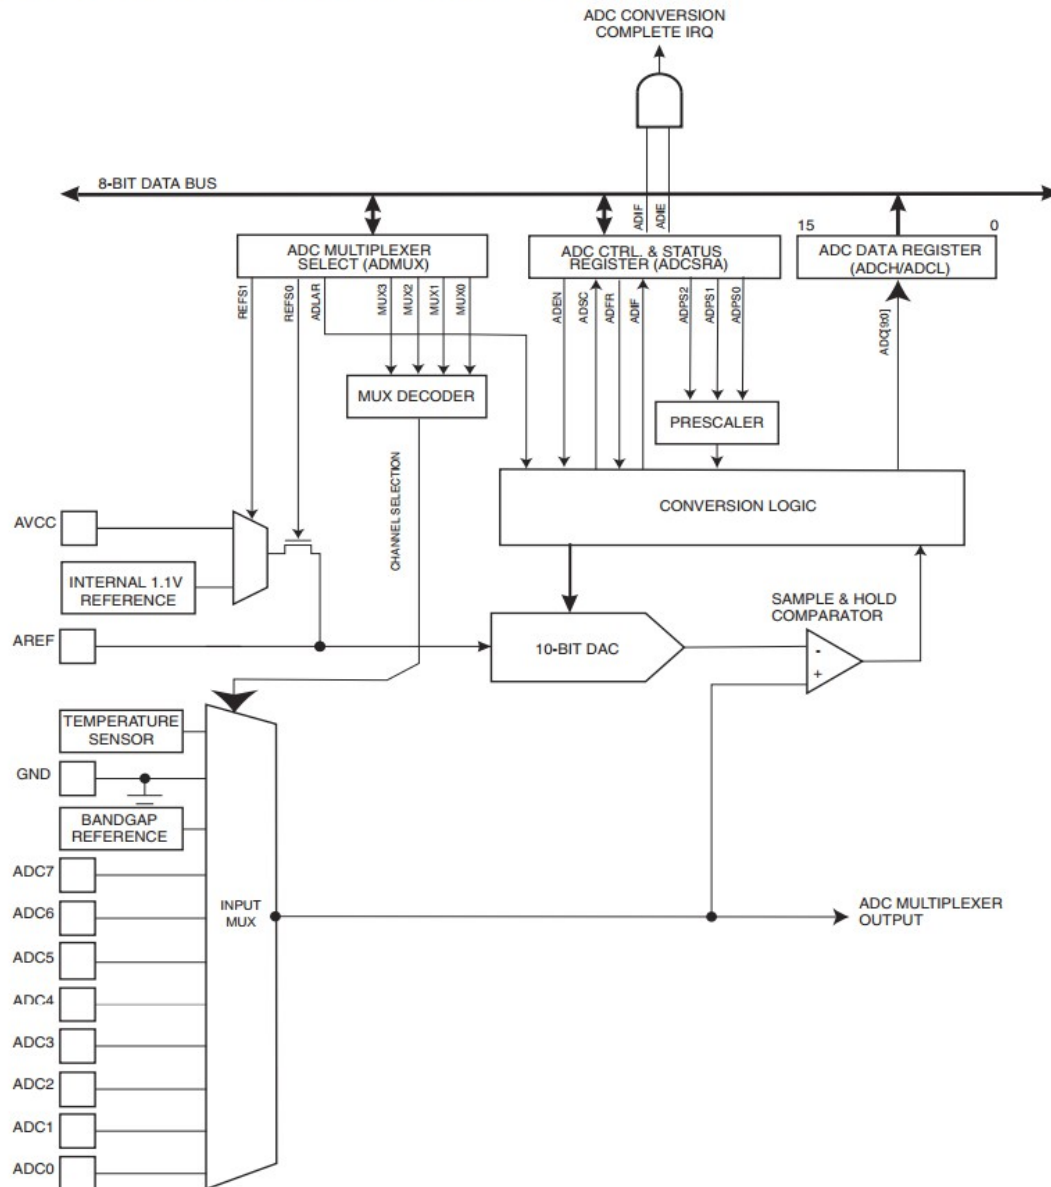 ADC CONVERSION
COMPLETE IRQ
8-BIT DATA BUS
ADIF
ADIE
15
0
ADC MULTIPLEXER
SELECT (ADMUX)
ADC CTRL. & STATUS
REGISTER (ADCSRA)
ADC DATA REGISTER
(ADCH/ADCL)
REFS1
REFS0
ADLAR
MUX3
MUX2
MUX1
MUX0
ADEN
ADSC
ADFR
ADIF
ADPS2
ADPS1
ADPS0
ADC[9:0]
MUX DECODER
PRESCALER
CHANNEL SELECTION
CONVERSION LOGIC
AVCC
INTERNAL 1.1V
REFERENCE
SAMPLE & HOLD
COMPARATOR
AREF
10-BIT DAC
-
+
TEMPERATURE
SENSOR
GND
BANDGAP
REFERENCE
ADC7
ADC6
INPUT
MUX
ADC MULTIPLEXER
OUTPUT
ADC5
ADC4
ADC3
ADC2
ADC1
ADC0